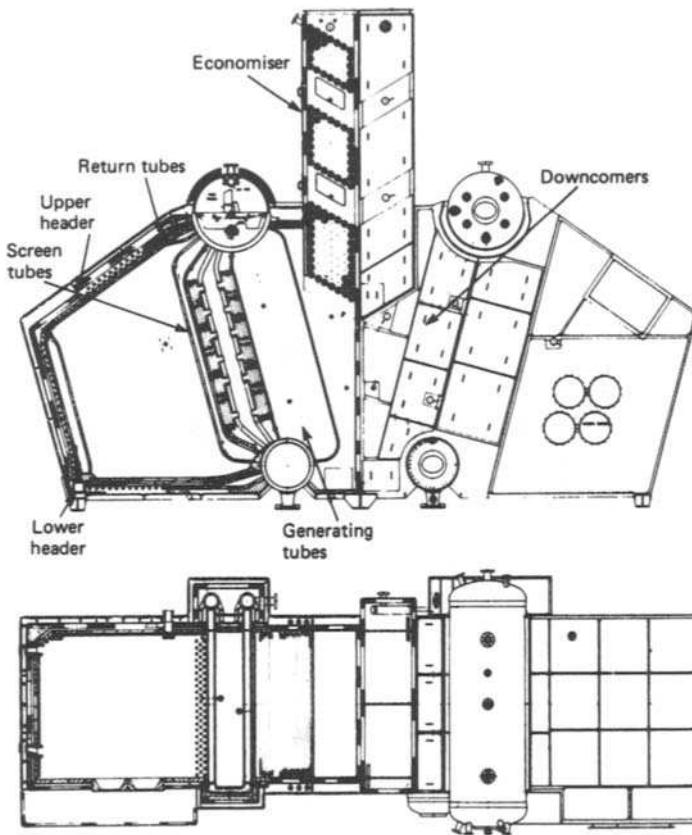 Economiser
Return tubes
Downcomers
Upper
header
Screen
tubes
Lower
header
Generating
tubes